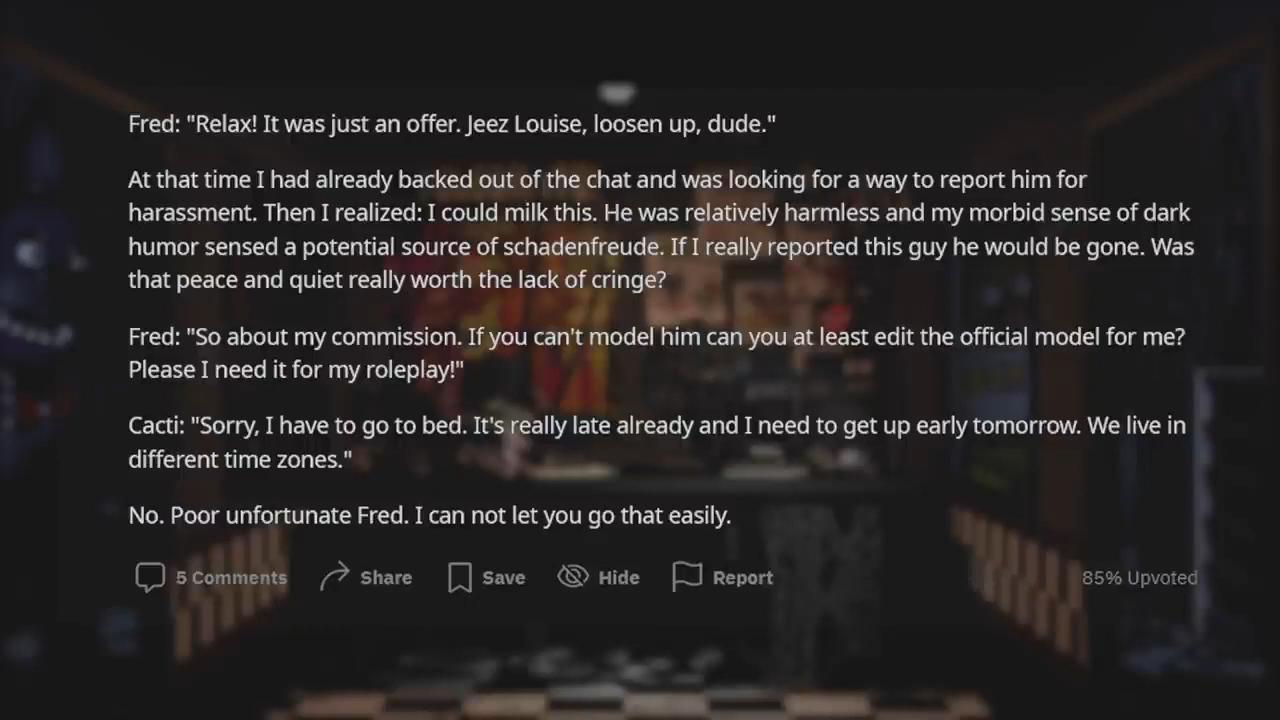 Fred: "Relax! It was just an offer. Jeez Louise, loosen up, dude."
At that time I had already backed out of the chat and was looking for a way to report him for
harassment. Then I realized: I could milk this. He was relatively harmless and my morbid sense of dark
humor sensed a potential source of schadenfreude. If I really reported this guy he would be gone. Was
that peace and quiet really worth the lack of cringe?
Fred: "So about my commission. If you can't model him can you at least edit the official model for me?
Please I need it for my roleplay!"
Cacti: "Sorry, I have to go to bed. It's really late already and I need to get up early tomorrow. We live in
different time zones."
No. Poor unfortunate Fred. I can not let you go that easily.
5 Comments Share Save Hide Report 85% Upvoted